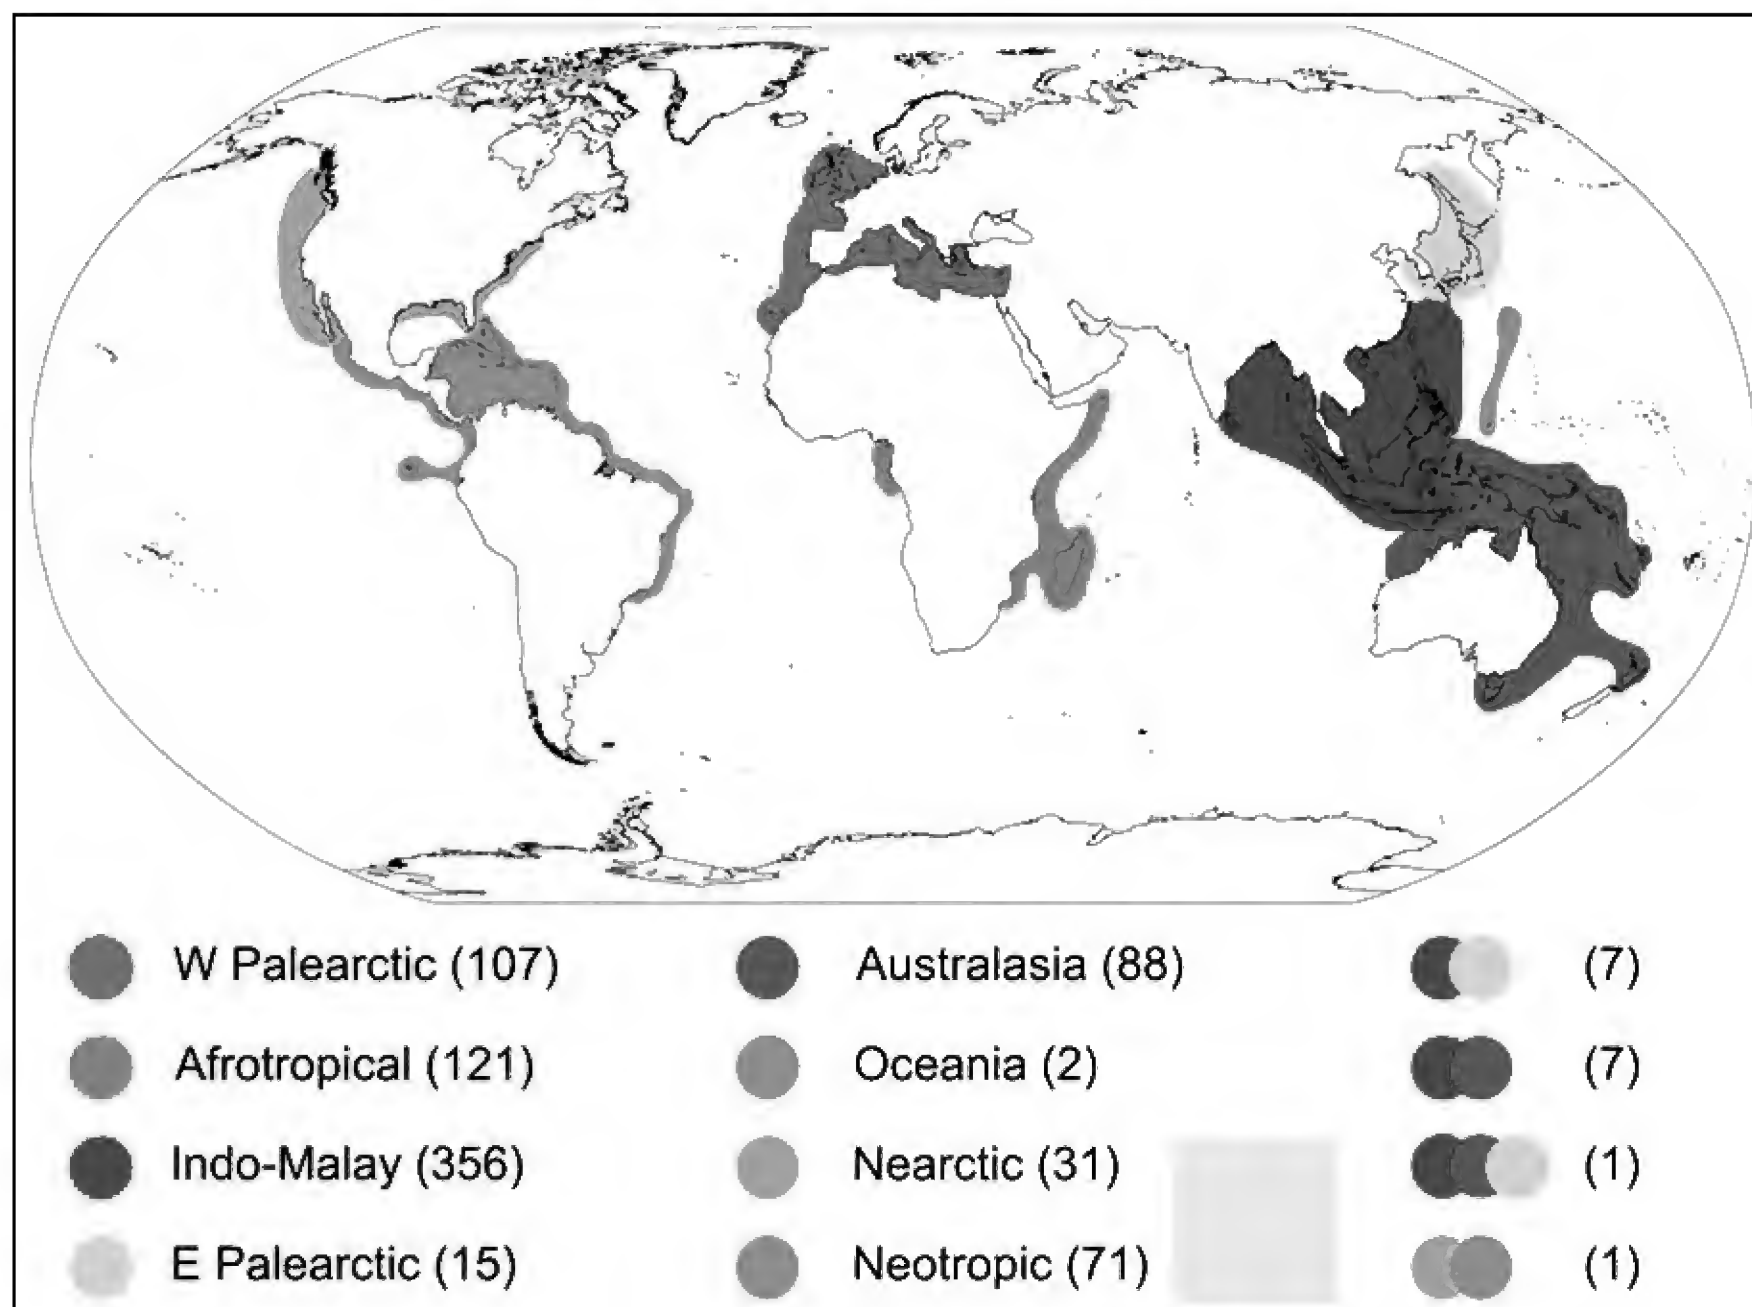 W Palearctic (107)
Australasia (88)
(7)
Afrotropical (121)
Oceania (2)
(7)
Indo-Malay (356)
Nearctic (31)
(1)
E Palearctic (15)
Neotropic (71)
(1)